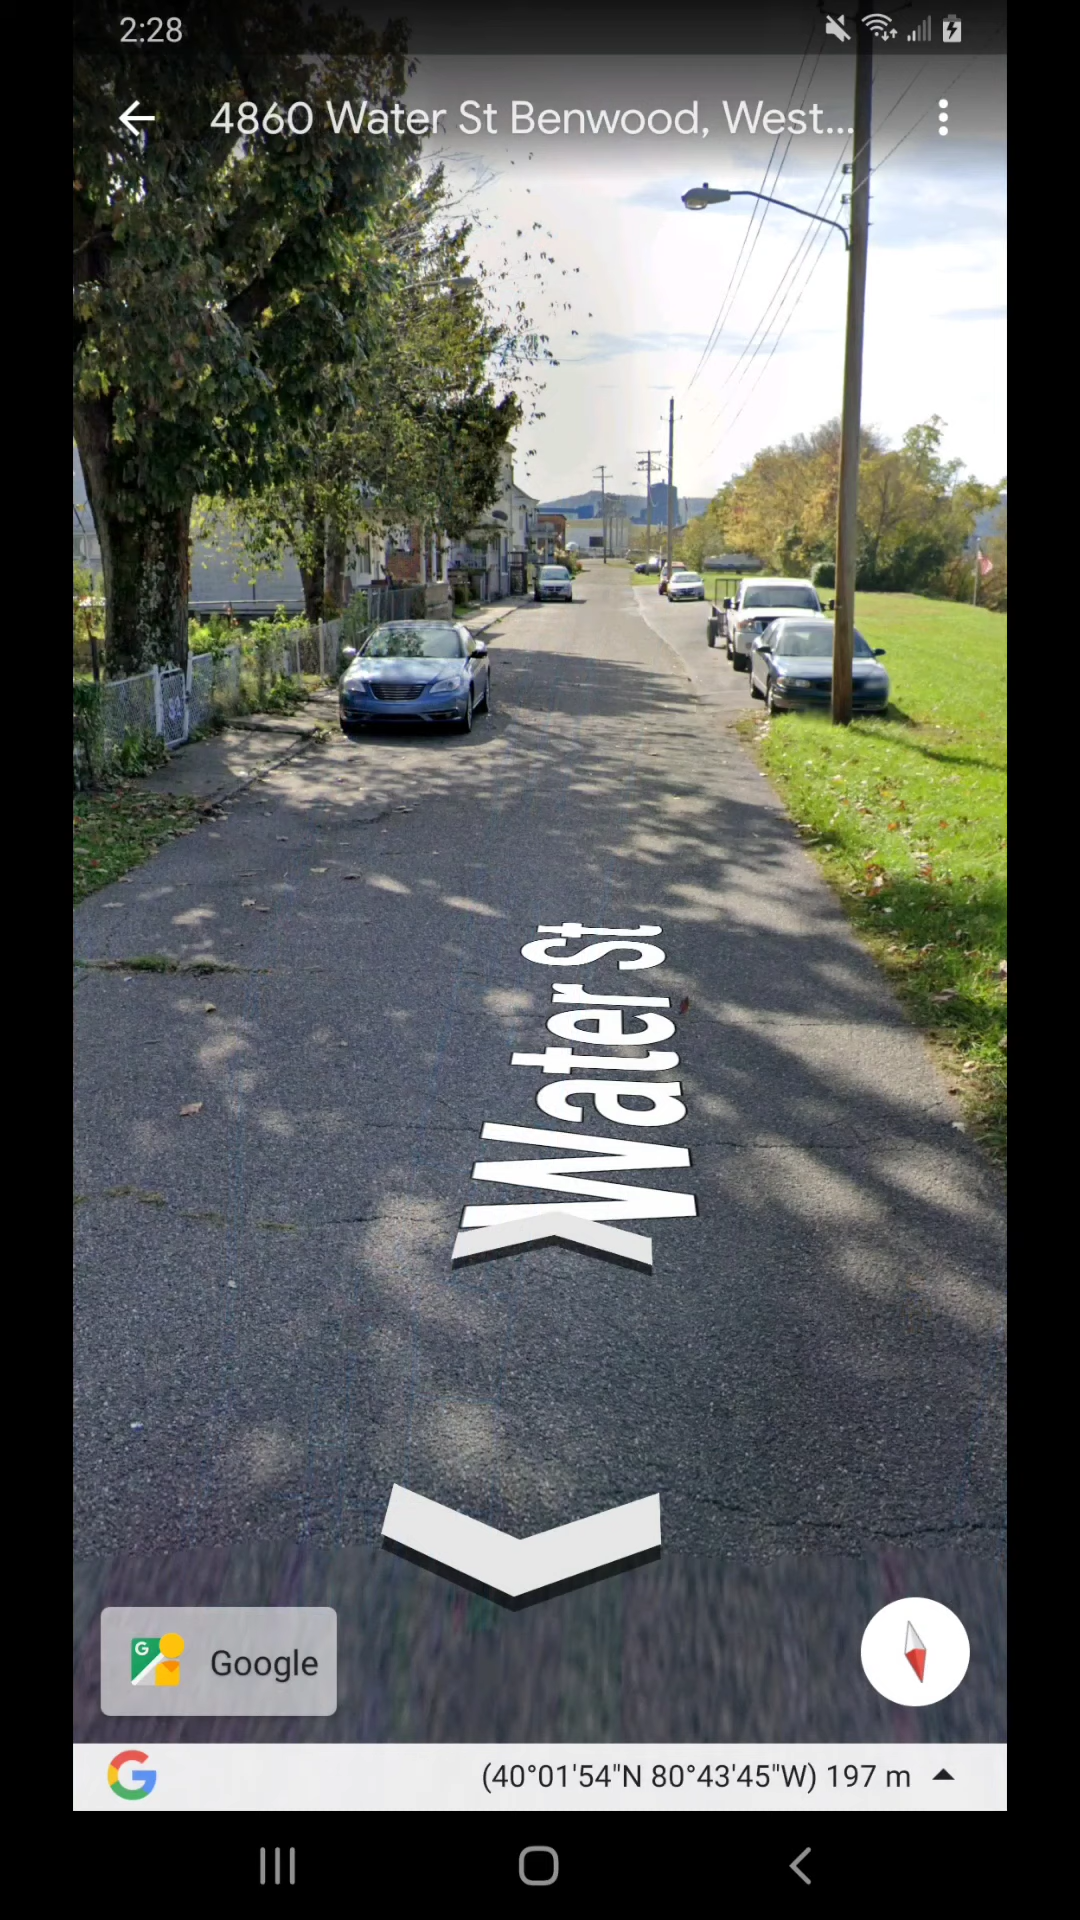 2:28
4860 Water St Benwood, West...
Water St
Google
(40°01'54"N 80°43'45"W) 197 m